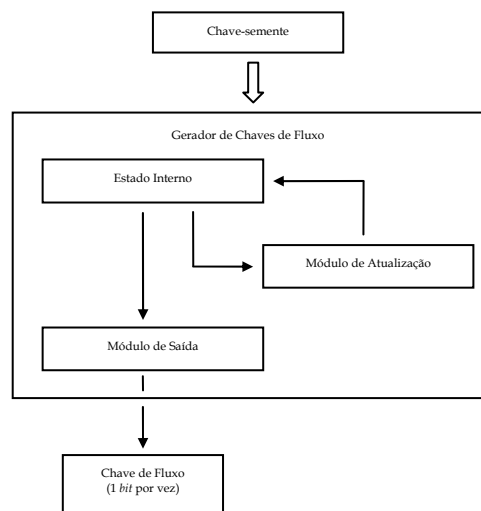 Chave-semente
Gerador de Chaves de Fluxo
Estado Interno
Módulo de Atualização
Módulo de Saída
Chave de Fluxo
(1 bit por vez)